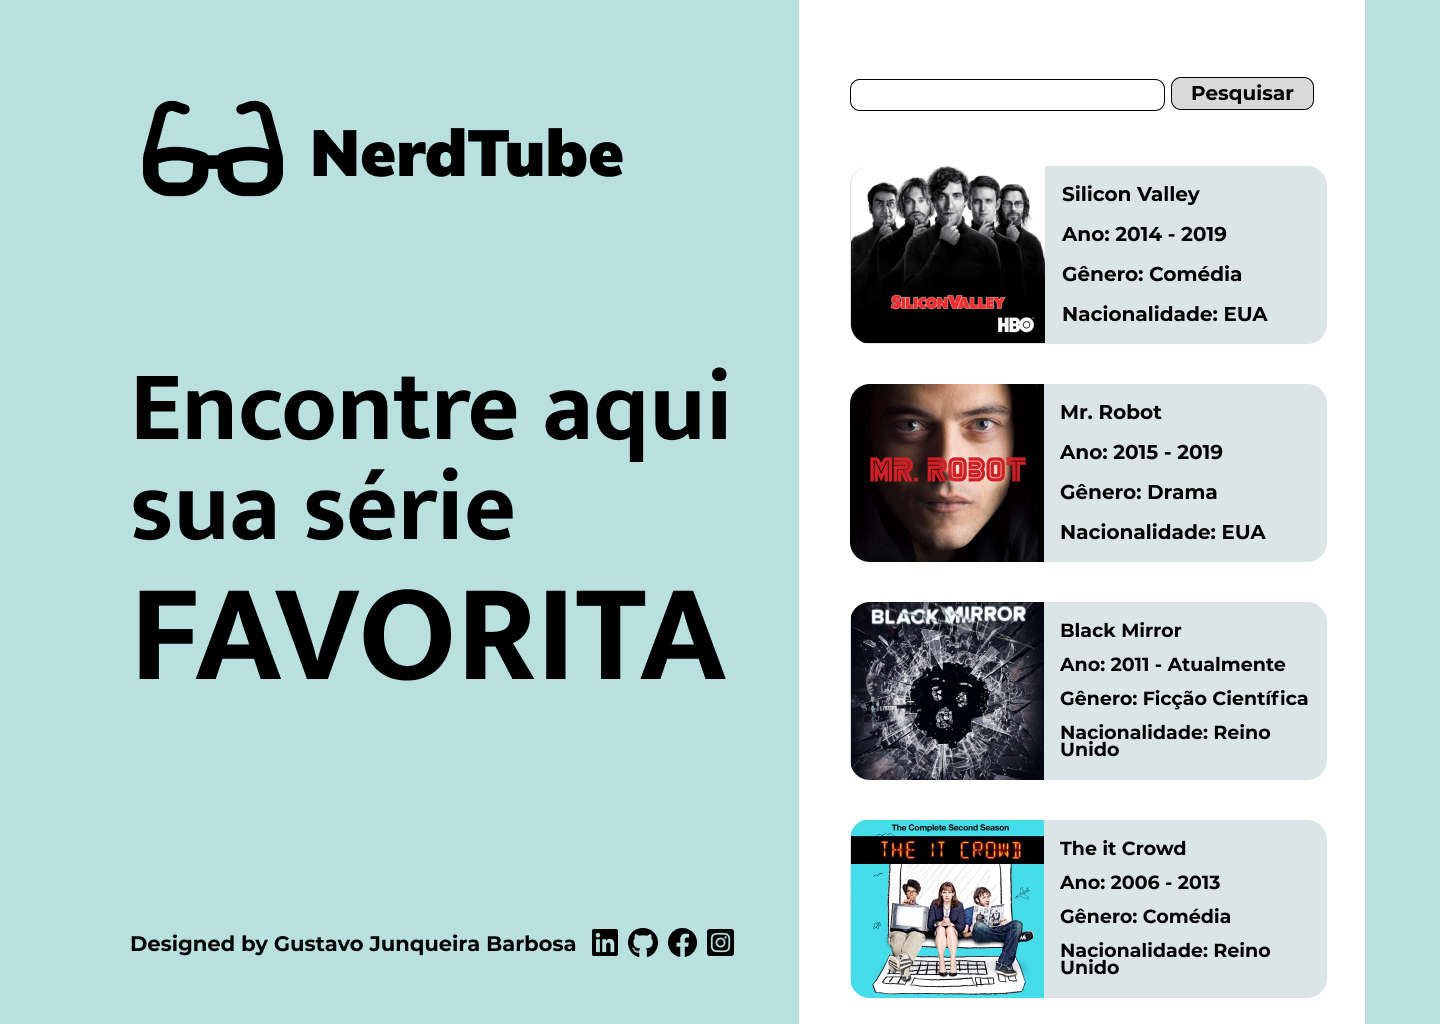 NerdTube
Encontre aqui
sua série
FAVORITA
Designed by Gustavo Junqueira Barbosa
Pesquisar
SILICON VALLEY
HBO
Silicon Valley
Ano: 2014 - 2019
Gênero: Comédia
Nacionalidade: EUA
MR. ROBOT
Mr. Robot
Ano: 2015 - 2019
Gênero: Drama
Nacionalidade: EUA
BLACK MIRROR
Black Mirror
Ano: 2011 - Atualmente
Gênero: Ficção Científica
Nacionalidade: Reino
Unido
The Complete Second Season
THE IT CROWD
The it Crowd
Ano: 2006 - 2013
Gênero: Comédia
Nacionalidade: Reino
Unido